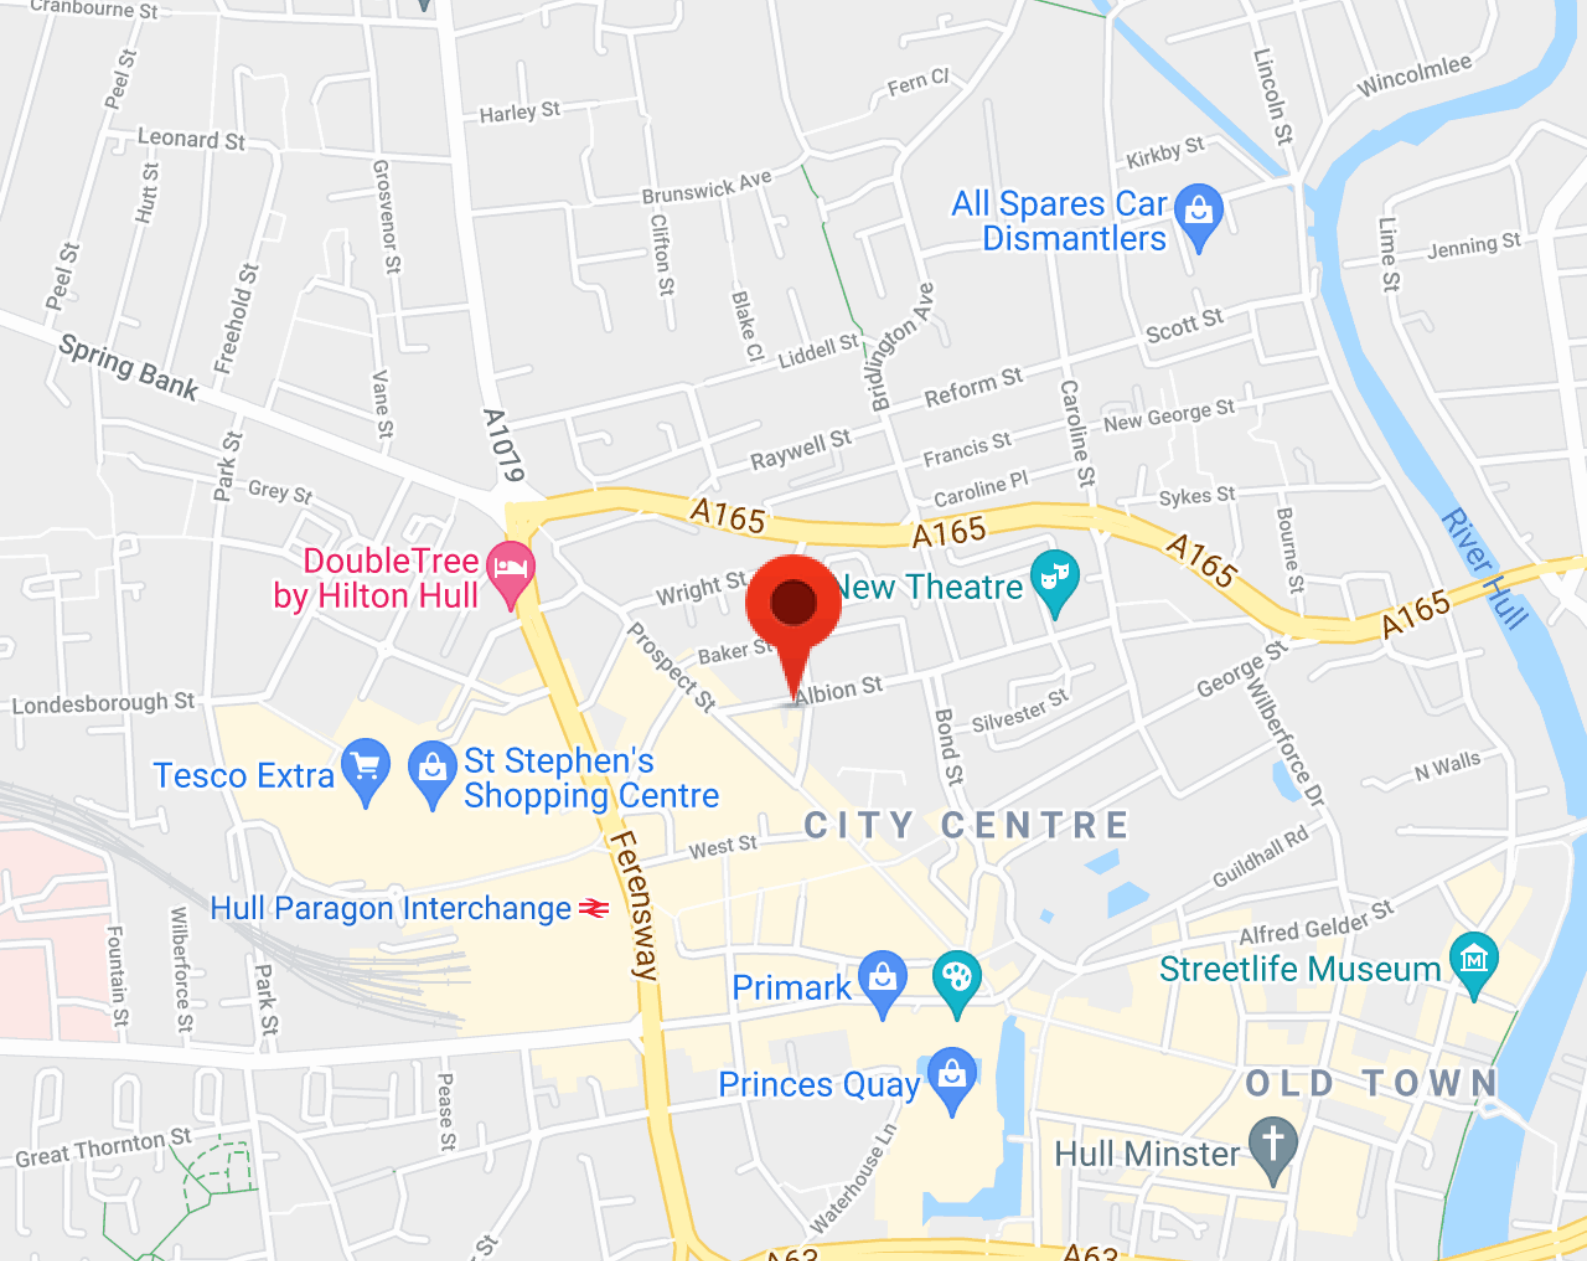 Cranbourne St
Peel St
Leonard St
Hutt St
Harley St
Grosvenor St
Brunswick Ave
Clifton St
Fern Cl
Lincoln St
Wincolmlee
Kirkby St
All Spares Car
Dismantlers
Lime St
Jenning St
Peel St
Freehold St
Blake Cl
Liddell St
Bridlington Ave
Scott St
Spring Bank
Vane St
A1079
Reform St
Caroline St
New George St
Park St
Grey St
Raywell St
Francis St
Caroline Pl
Sykes St
Bourne St
A165
A165
A165
A165
River Hull
DoubleTree
by Hilton Hull
Wright St
New Theatre
Prospect St
Baker St
Albion St
Londesborough St
Bond St
Silvester St
George St
Wilberforce Dr
N Walls
Tesco Extra
St Stephen's
Shopping Centre
CITY CENTRE
West St
Guildhall Rd
Ferensway
Hull Paragon Interchange
Fountain St
Wilberforce St
Park St
Alfred Gelder St
Streetlife Museum
M
Primark
Princes Quay
OLD TOWN
Pease St
Great Thornton St
Hull Minster
Waterhouse Ln
St
A63
A63